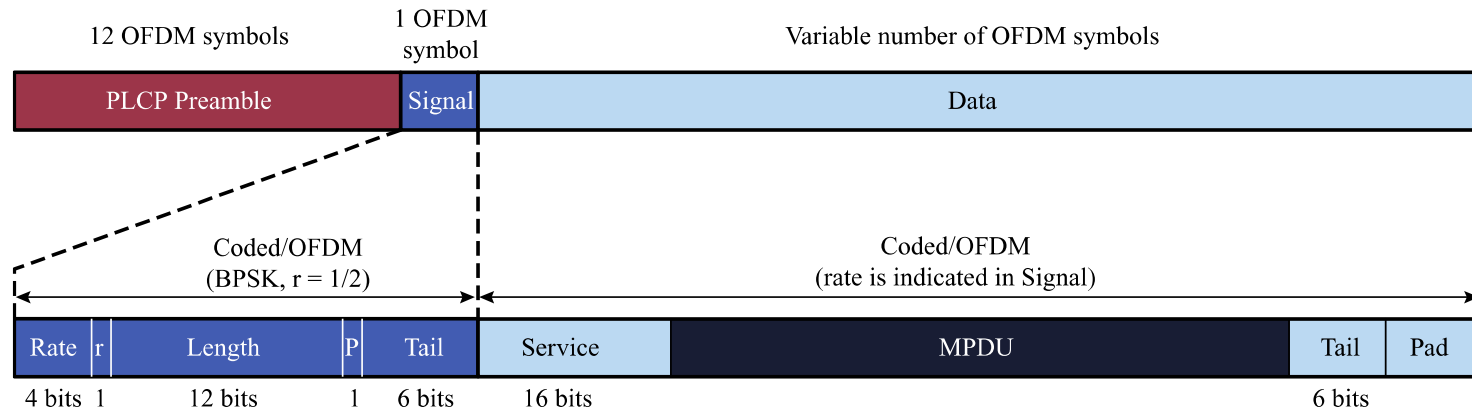 12 OFDM symbols
1 OFDM
symbol
Variable number of OFDM symbols
PLCP Preamble
Signal
Data
Coded/OFDM
(BPSK, r = 1/2)
Coded/OFDM
(rate is indicated in Signal)
Rate
r
Length
P
Tail
Service
MPDU
Tail
Pad
4 bits
1
12 bits
1
6 bits
16 bits
6 bits